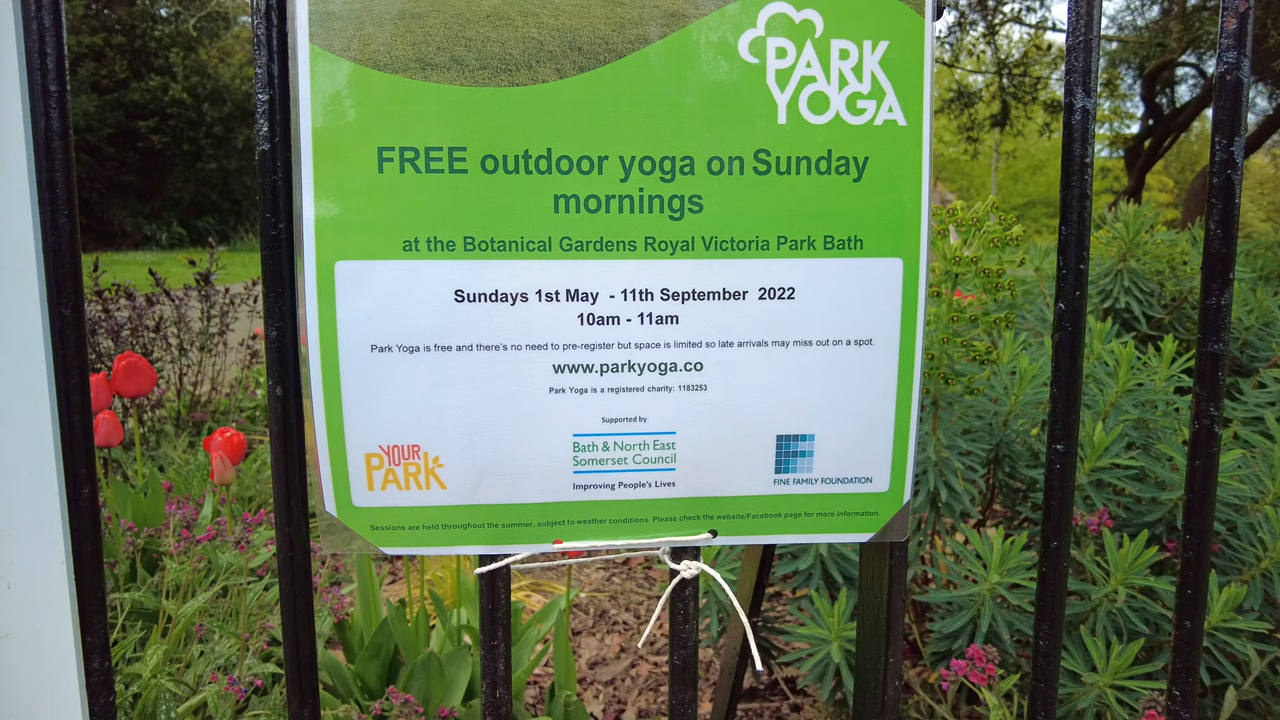 PARK
YOGA
FREE outdoor yoga on Sunday
mornings
at the Botanical Gardens Royal Victoria Park Bath
Sundays 1st May - 11th September 2022
10am - 11am
Park Yoga is free and there's no need to pre-register but space is limited so late arrivals may miss out on a spot.
www.parkyoga.co
Park Yoga is a registered charity: 1183253
Supported by
YOUR
PARK
Bath & North East
Somerset Council
Improving People's Lives
F
FINE FAMILY FOUNDATION
Sessions are held throughout the summer, subject to weather conditions. Please check the website/Facebook page for more information.